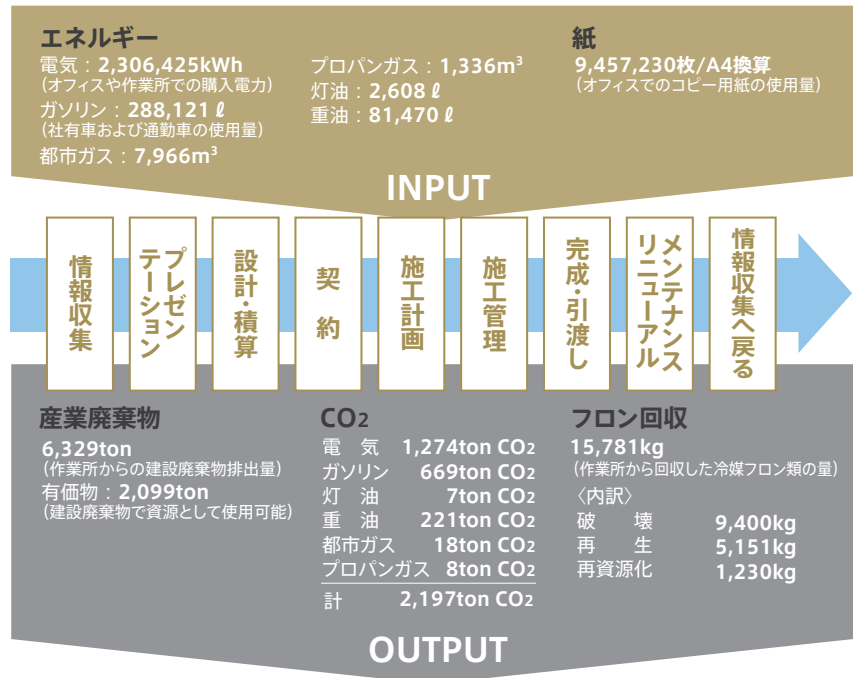 エネルギー
電気：2,306,425kWh
(オフィスや作業所での購入電力)
ガソリン：288,121ℓ
(社有車および通勤車の使用量)
都市ガス：7,966m³
プロパンガス：1,336m³
灯油：2,608ℓ
重油：81,470ℓ
紙
9,457,230枚/A4換算
(オフィスでのコピー用紙の使用量)
INPUT
情報収集
プレゼン
テーション
設計・積算
契約
施工計画
施工管理
完成・引渡し
メンテナンス
リニューアル
情報収集へ戻る
産業廃棄物
6,329ton
(作業所からの建設廃棄物排出量)
有価物：2,099ton
(建設廃棄物で資源として使用可能)
CO2
電　気 1,274ton CO2
ガソリン 669ton CO2
灯　油 7ton CO2
重　油 221ton CO2
都市ガス 18ton CO2
プロパンガス 8ton CO2
計 2,197ton CO2
フロン回収
15,781kg
(作業所から回収した冷媒フロン類の量)
〈内訳〉
破　　壊 9,400kg
再　　生 5,151kg
再資源化 1,230kg
OUTPUT